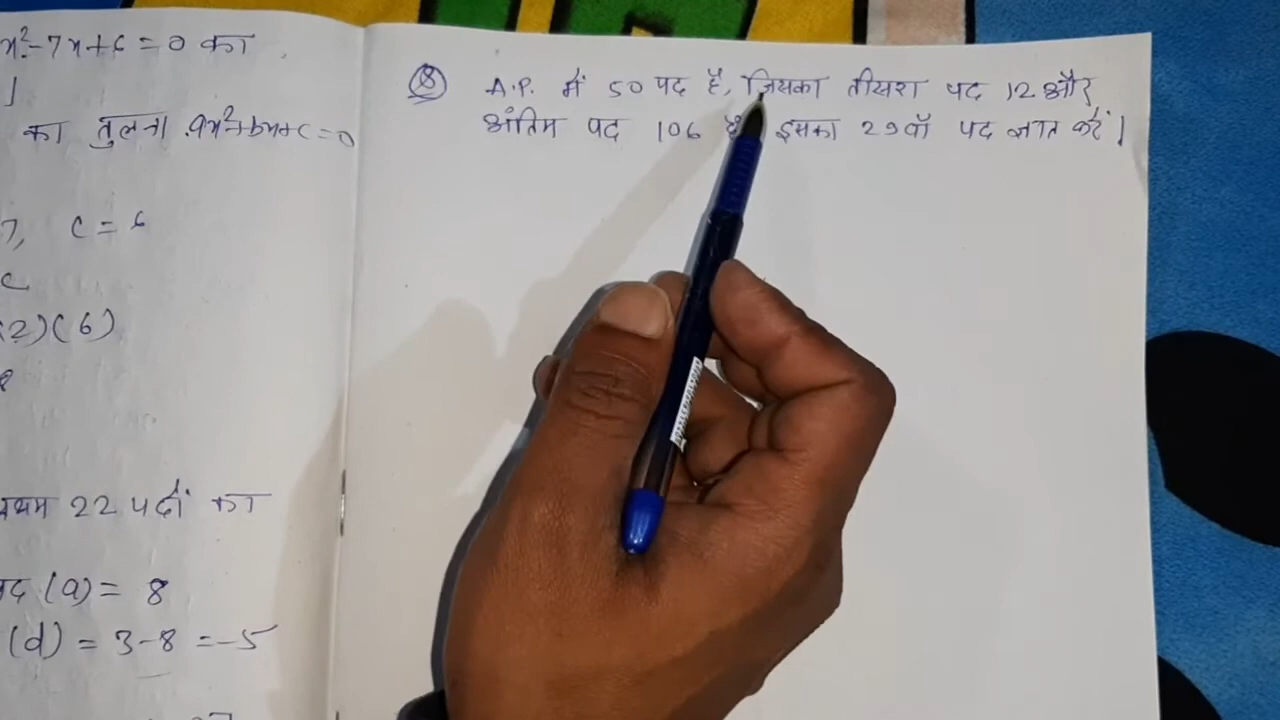 x²-7x+6=0 का
का तुलना ax²+bx+c=0
7, c=6
c
(2)(6)
प्रथम 22 पदों का
पद (a) = 8
(d) = 3-8 = -5
⑧ A.P. में 50 पद है, जिसका तीसरा पद 12 और
अंतिम पद 106 है इसका 29वाँ पद ज्ञात करें।